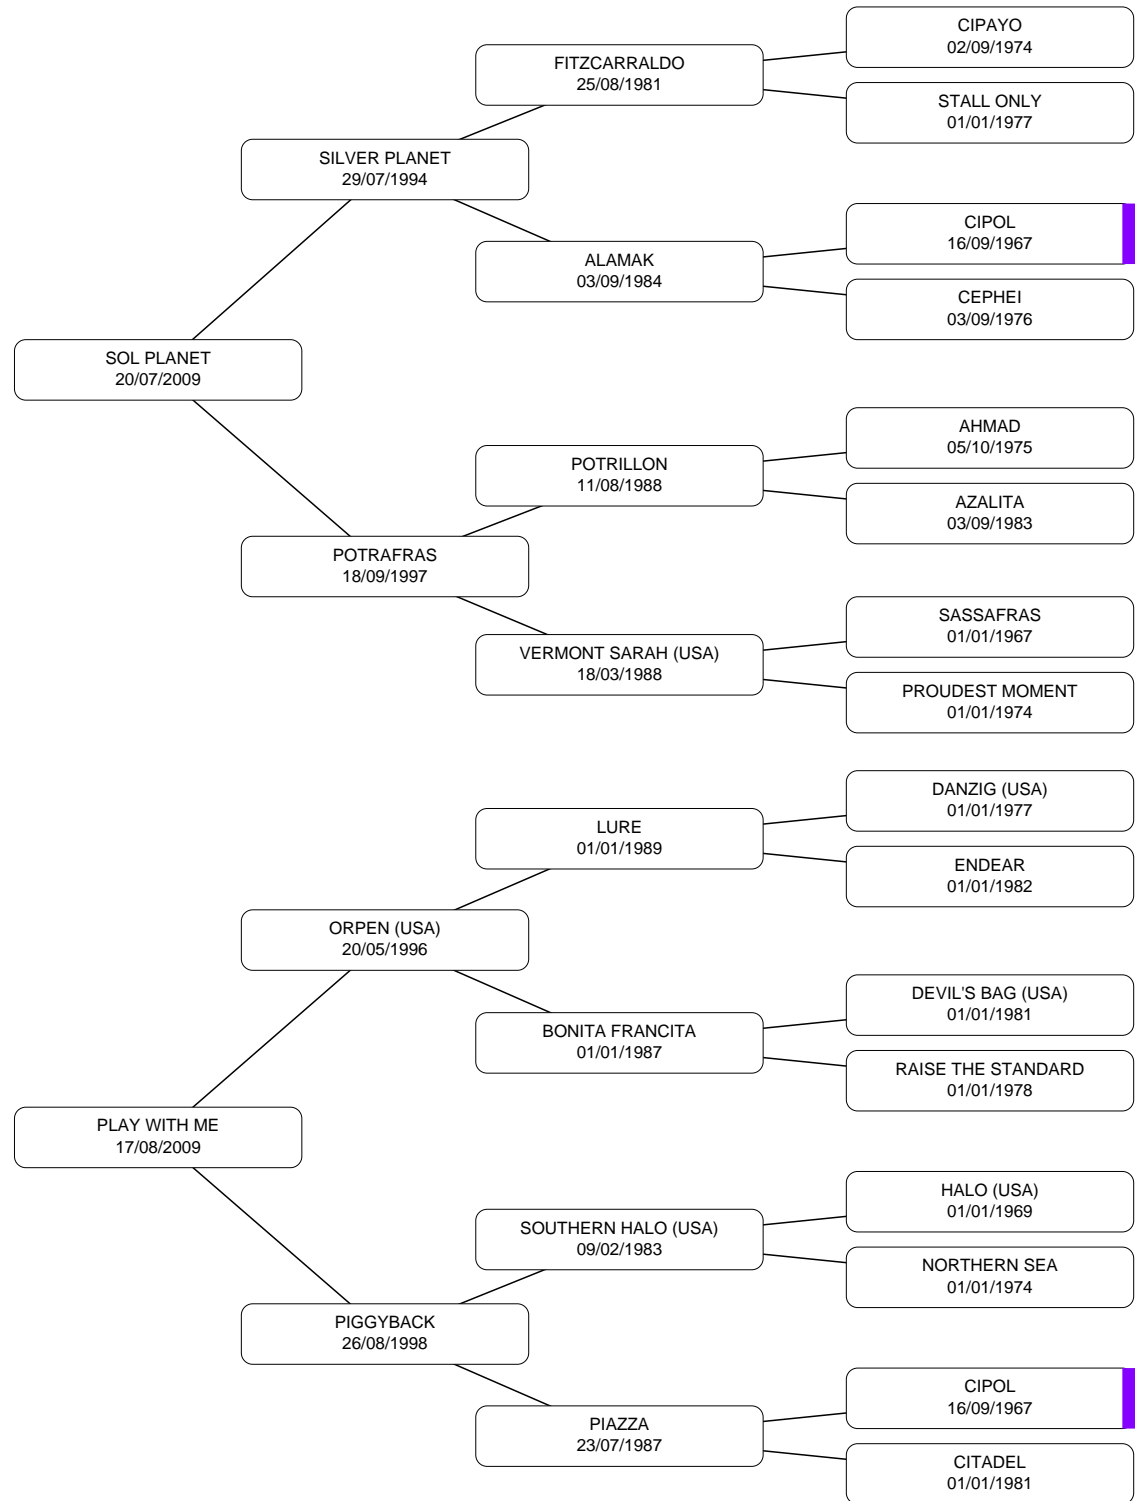 CIPAYO
02/09/1974
FITZCARRALDO
25/08/1981
STALL ONLY
01/01/1977
SILVER PLANET
29/07/1994
CIPOL
16/09/1967
ALAMAK
03/09/1984
CEPHEI
03/09/1976
SOL PLANET
20/07/2009
AHMAD
05/10/1975
POTRILLON
11/08/1988
AZALITA
03/09/1983
POTRAFRAS
18/09/1997
SASSAFRAS
01/01/1967
VERMONT SARAH (USA)
18/03/1988
PROUDEST MOMENT
01/01/1974
DANZIG (USA)
01/01/1977
LURE
01/01/1989
ENDEAR
01/01/1982
ORPEN (USA)
20/05/1996
DEVIL'S BAG (USA)
01/01/1981
BONITA FRANCITA
01/01/1987
RAISE THE STANDARD
01/01/1978
PLAY WITH ME
17/08/2009
HALO (USA)
01/01/1969
SOUTHERN HALO (USA)
09/02/1983
NORTHERN SEA
01/01/1974
PIGGYBACK
26/08/1998
CIPOL
16/09/1967
PIAZZA
23/07/1987
CITADEL
01/01/1981